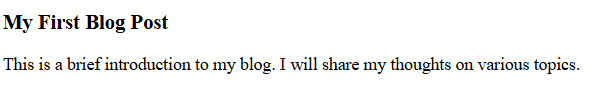 My First Blog Post
This is a brief introduction to my blog. I will share my thoughts on various topics.